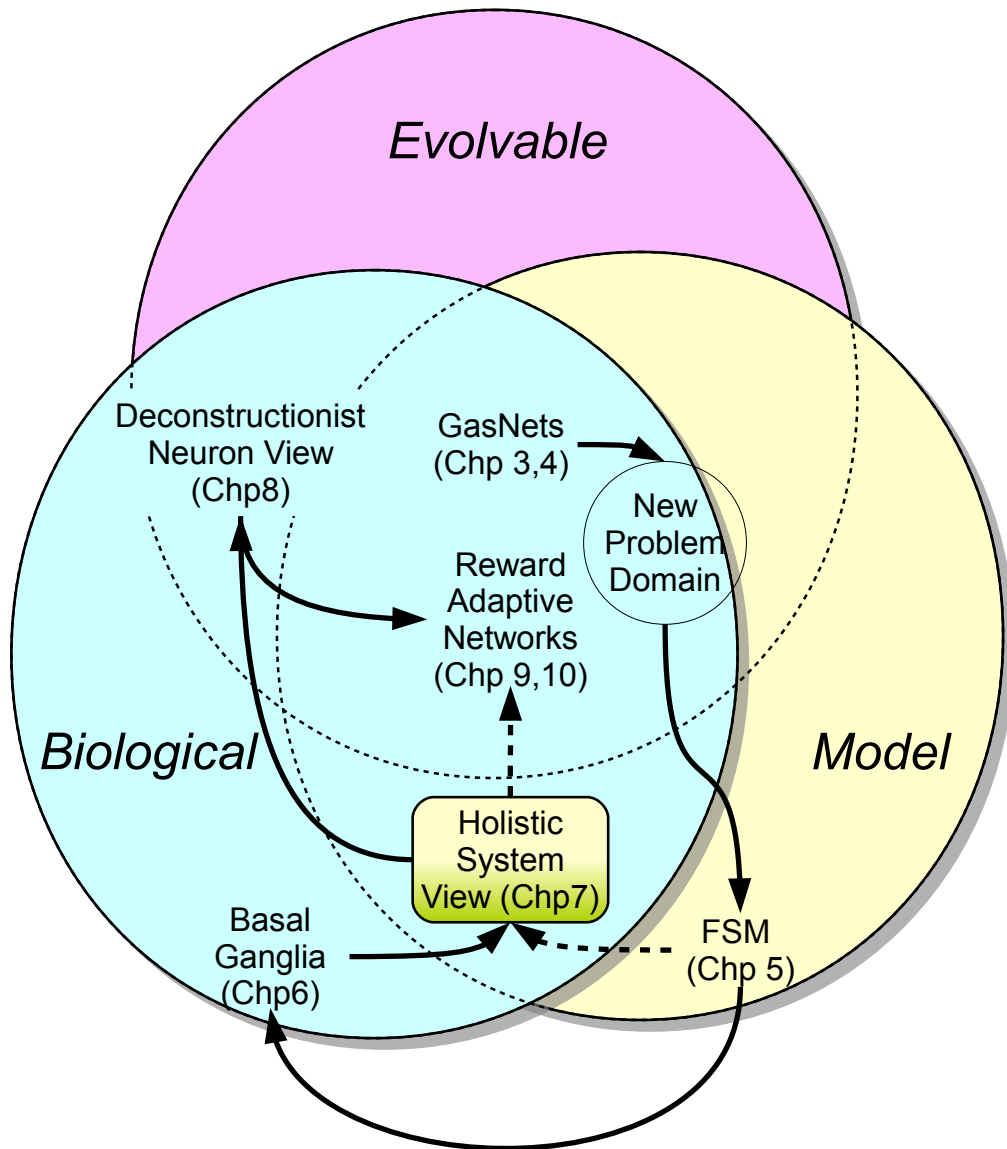 Evolvable
Deconstructionist
Neuron View
(Chp8)
GasNets
(Chp 3,4)
New
Problem
Domain
Reward
Adaptive
Networks
(Chp 9,10)
Biological
Model
Holistic
System
View (Chp7)
Basal
Ganglia
(Chp6)
FSM
(Chp 5)